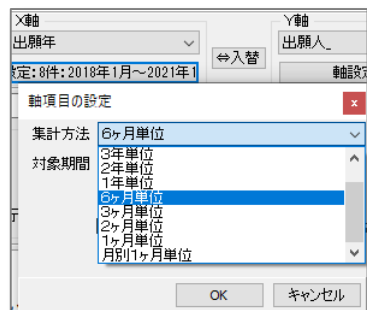 X軸
Y軸
出願年
⇔入替
出願人_
定:8件:2018年1月～2021年1
軸設
軸項目の設定
x
集計方法
6ヶ月単位
対象期間
3年単位
2年単位
1年単位
6ヶ月単位
3ヶ月単位
2ヶ月単位
1ヶ月単位
月別1ヶ月単位
OK
キャンセル